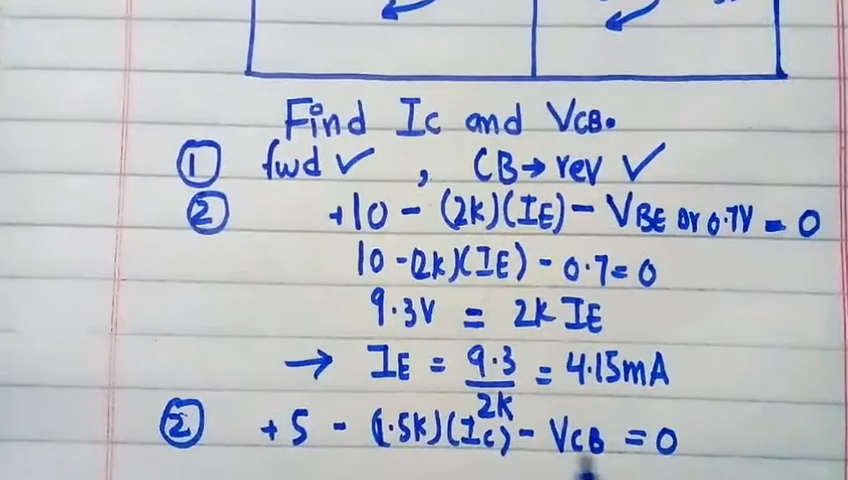 Find Ic and VCB.
① fwd ✓, CB→rev ✓
② +10 - (2K)(IE) - VBE or 0.7V = 0
10 - (2K)(IE) - 0.7 = 0
9.3V = 2K IE
→ IE = 9.3/2K = 4.15mA
② +5 - (1.5K)(Ic) - VCB = 0